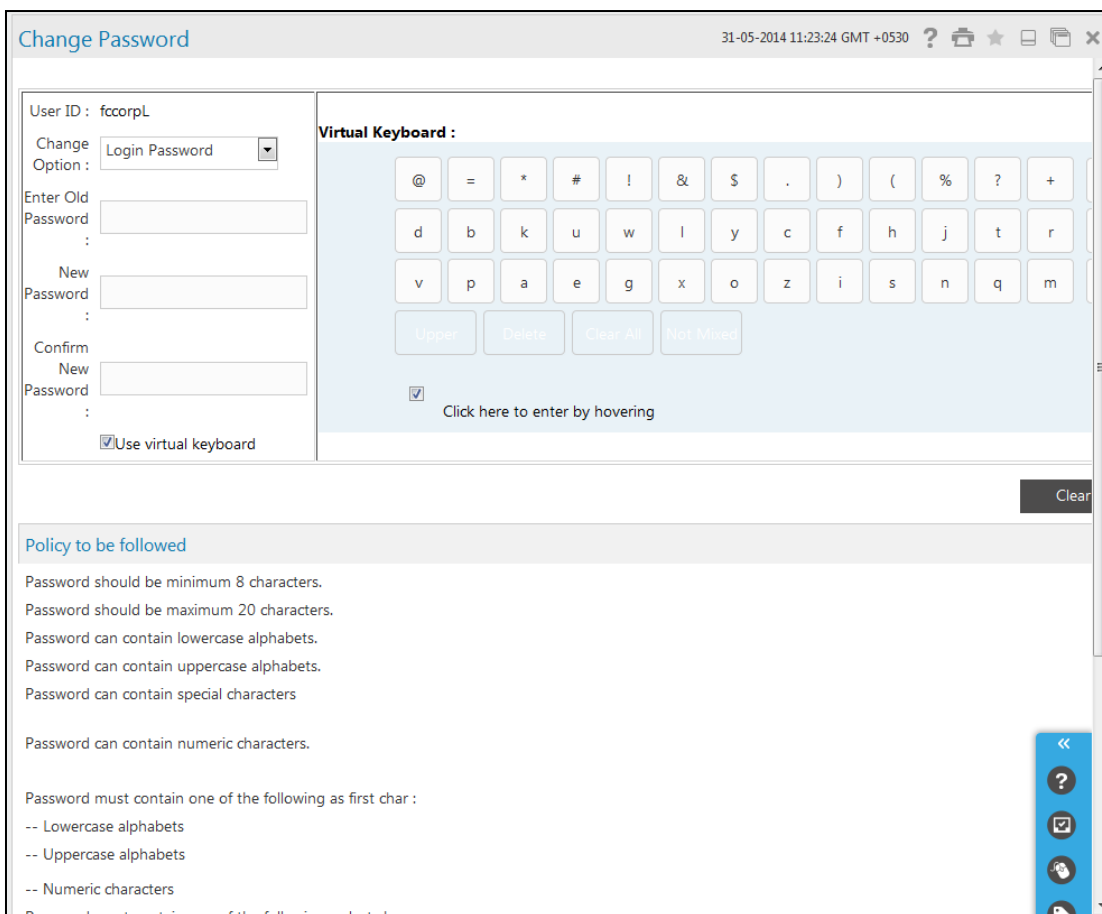 Change Password
31-05-2014 11:23:24 GMT +0530
User ID : fccorpL
Change Option : Login Password
Enter Old Password :
New Password :
Confirm New Password :
Use virtual keyboard
Virtual Keyboard :
@ = * # ! & $ . ) ( % ? +
d b k u w l y c f h j t r
v p a e g x o z i s n q m
Upper Delete Clear All Not Mixed
Click here to enter by hovering
Clear
Policy to be followed
Password should be minimum 8 characters.
Password should be maximum 20 characters.
Password can contain lowercase alphabets.
Password can contain uppercase alphabets.
Password can contain special characters
Password can contain numeric characters.
Password must contain one of the following as first char :
-- Lowercase alphabets
-- Uppercase alphabets
-- Numeric characters